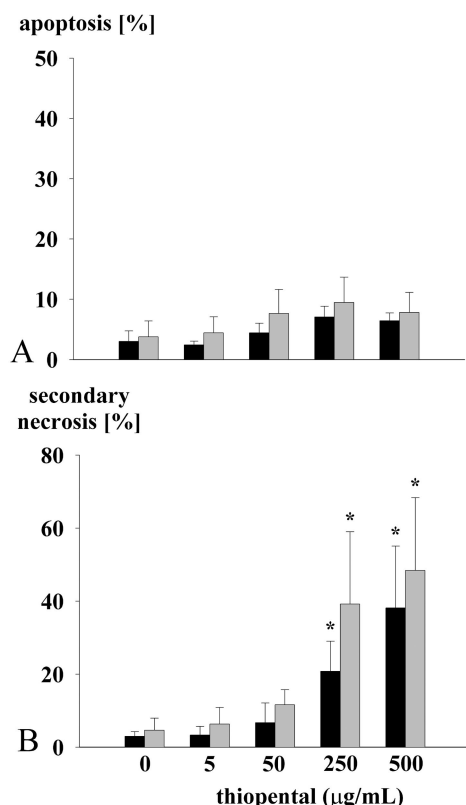 apoptosis [%]
50
40
30
20
10
0
A
secondary
necrosis [%]
80
60
40
20
0
B
* * * *
0 5 50 250 500
thiopental (µg/mL)